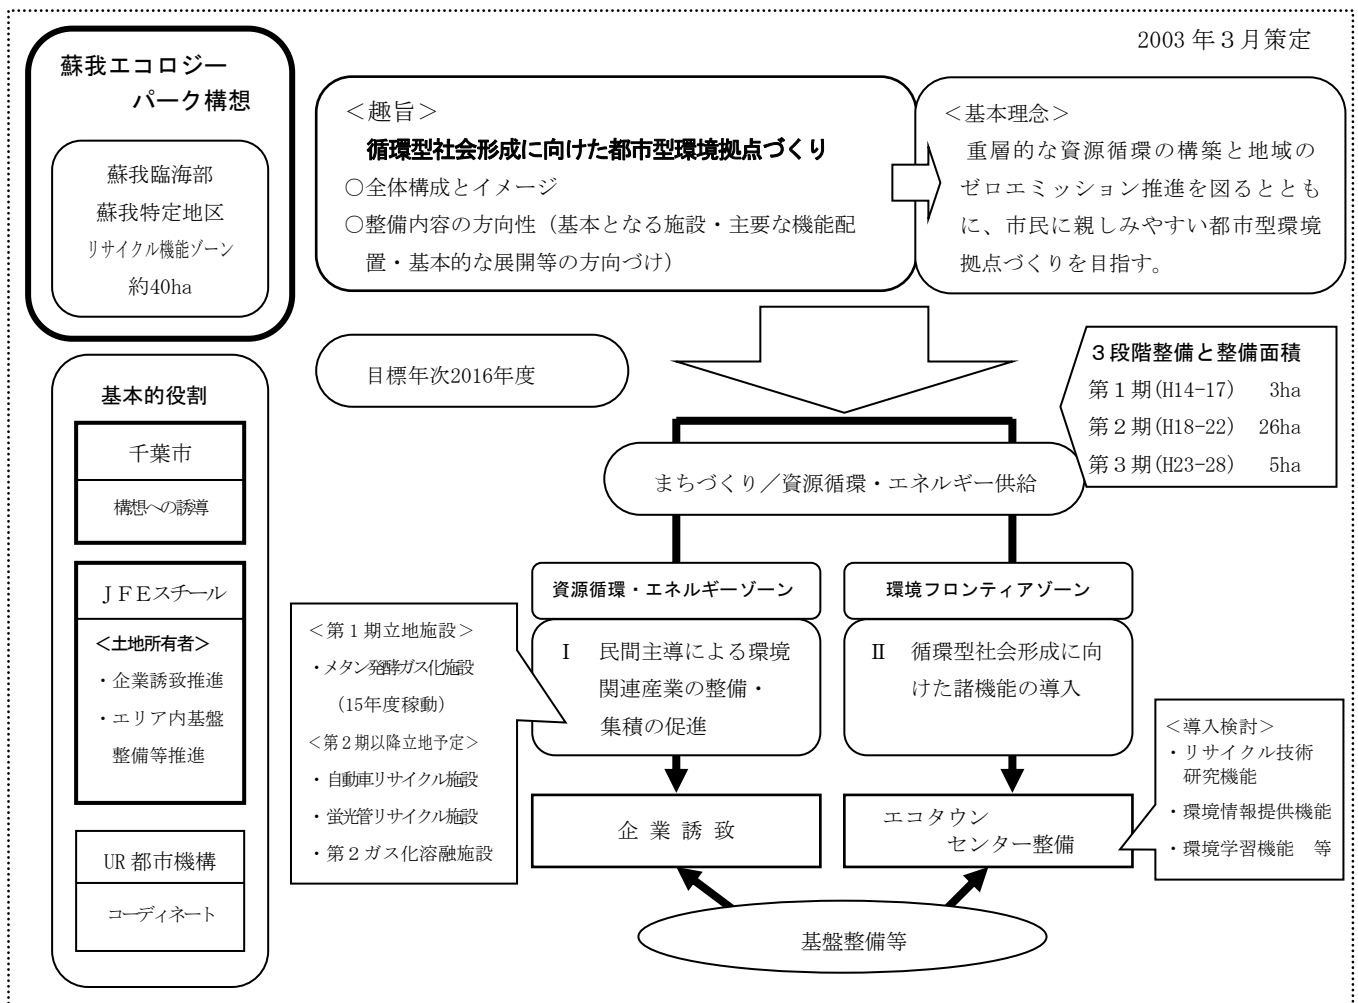 2003年３月策定
蘇我エコロジー
パーク構想
蘇我臨海部
蘇我特定地区
リサイクル機能ゾーン
約40ha
＜趣旨＞
循環型社会形成に向けた都市型環境拠点づくり
○全体構成とイメージ
○整備内容の方向性（基本となる施設・主要な機能配
置・基本的な展開等の方向づけ）
＜基本理念＞
重層的な資源循環の構築と地域の
ゼロエミッション推進を図るととも
に、市民に親しみやすい都市型環境
拠点づくりを目指す。
目標年次2016年度
３段階整備と整備面積
第１期(H14-17)　3ha
第２期(H18-22)　26ha
第３期(H23-28)　5ha
基本的役割
千葉市
構想への誘導
ＪＦＥスチール
＜土地所有者＞
・企業誘致推進
・エリア内基盤
整備等推進
UR都市機構
コーディネート
まちづくり／資源循環・エネルギー供給
資源循環・エネルギーゾーン
Ⅰ　民間主導による環境
関連産業の整備・
集積の促進
企 業 誘 致
環境フロンティアゾーン
Ⅱ　循環型社会形成に向
けた諸機能の導入
エコタウン
センター整備
＜第１期立地施設＞
・メタン発酵ガス化施設
（15年度稼動）
＜第２期以降立地予定＞
・自動車リサイクル施設
・蛍光管リサイクル施設
・第２ガス化溶融施設
＜導入検討＞
・リサイクル技術
研究機能
・環境情報提供機能
・環境学習機能　等
基盤整備等